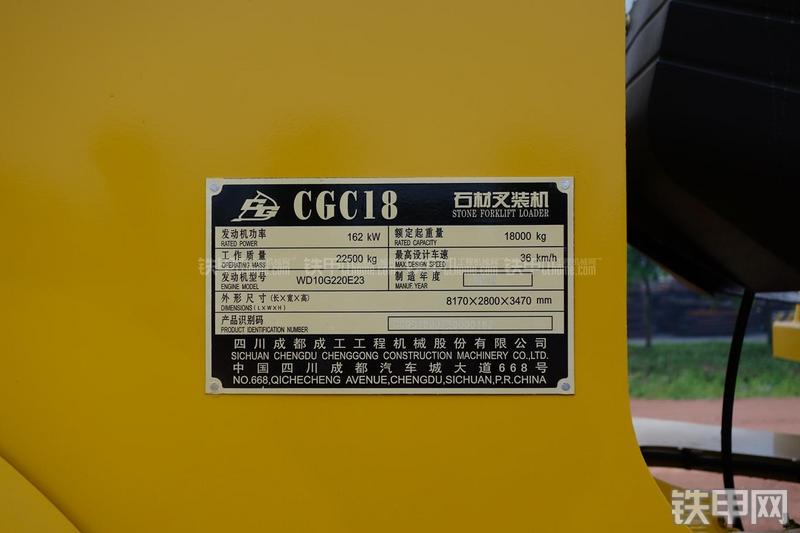 CGC18 石材叉装机
STONE FORKLIFT LOADER
发动机功率 162 kW 额定起重量 18000 kg
RATED POWER RATED CAPACITY
工作质量 22500 kg 最高设计车速 36 km/h
OPERATING MASS MAX.DESIGN SPEED
发动机型号 WD10G220E23 制造年度
ENGINE MODEL MANUF.YEAR
外形尺寸(长×宽×高) 8170×2800×3470 mm
DIMENSIONS(L×W×H)
产品识别码
PRODUCT IDENTIFICATION NUMBER
四川成都成工工程机械股份有限公司
SICHUAN CHENGDU CHENGGONG CONSTRUCTION MACHINERY CO.,LTD.
中国四川成都汽车城大道668号
NO.668,QICHECHENG AVENUE,CHENGDU,SICHUAN,P.R.CHINA
铁甲网